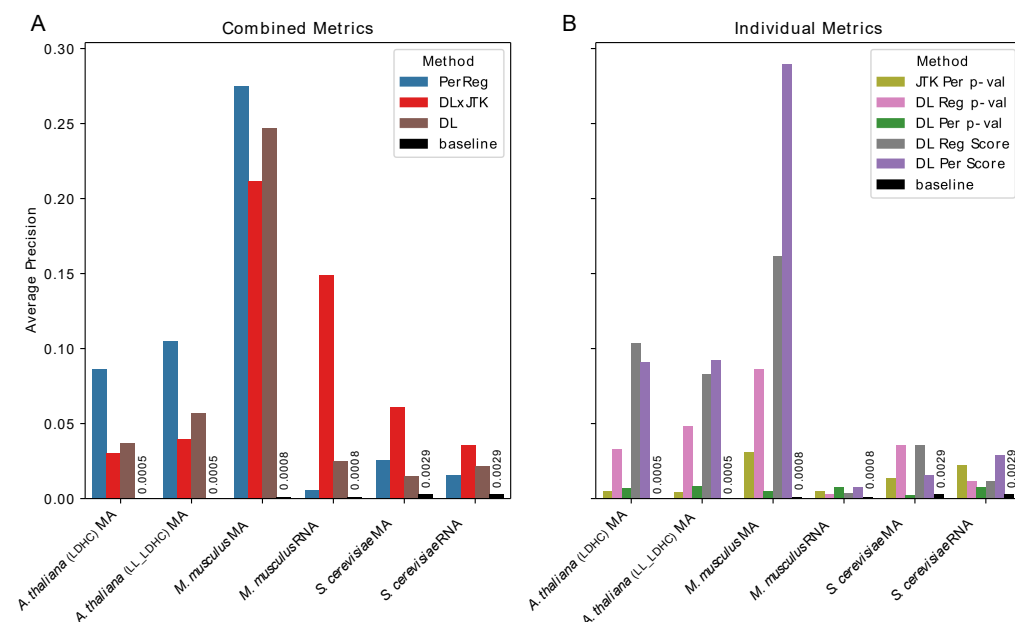 A
Combined Metrics
Average Precision
0.30
0.25
0.20
0.15
0.10
0.05
0.00
Method
PerReg
DLxJTK
DL
baseline
0.0005
0.0005
0.0008
0.0008
0.0029
0.0029
A. thaliana (LDHC) MA
A. thaliana (LL_LDHC) MA
M. musculus MA
M. musculus RNA
S. cerevisiae MA
S. cerevisiae RNA
B
Individual Metrics
Method
JTK Per p-val
DL Reg p-val
DL Per p-val
DL Reg Score
DL Per Score
baseline
0.0005
0.0005
0.0008
0.0008
0.0029
0.0029
A. thaliana (LDHC) MA
A. thaliana (LL_LDHC) MA
M. musculus MA
M. musculus RNA
S. cerevisiae MA
S. cerevisiae RNA